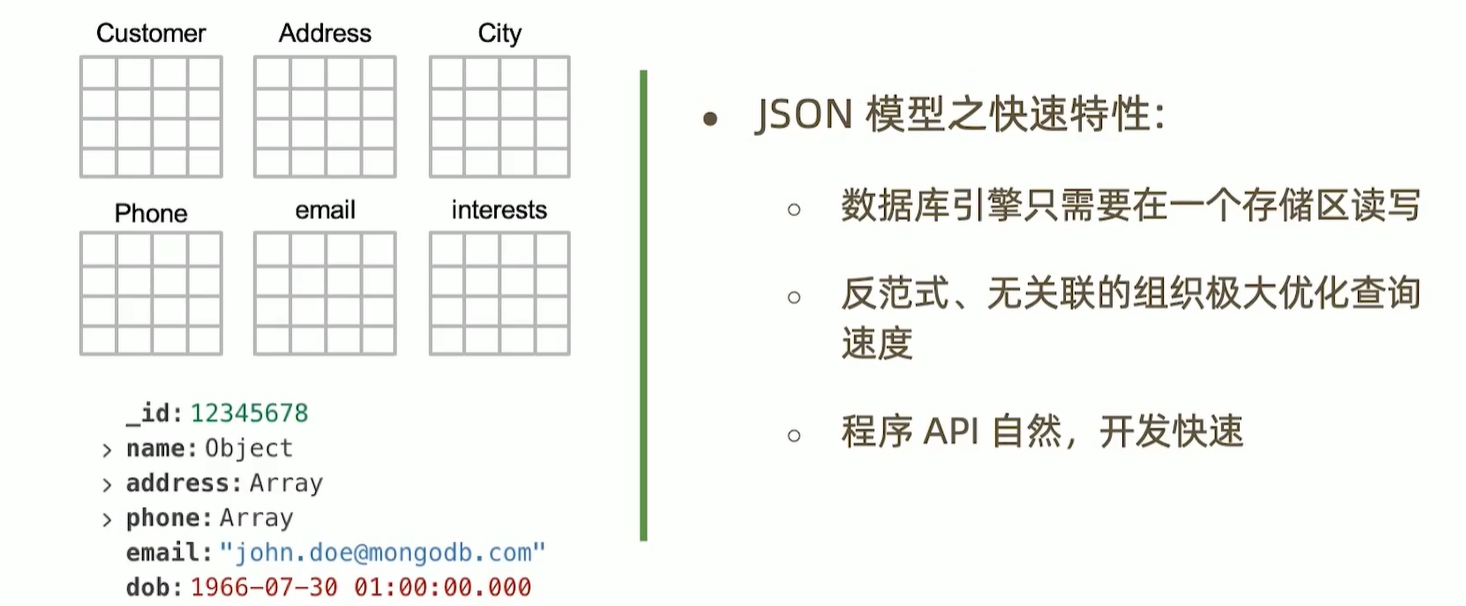 Customer
Address
City
Phone
email
interests
_id: 12345678
> name: Object
> address: Array
> phone: Array
email: "john.doe@mongodb.com"
dob: 1966-07-30 01:00:00.000
• JSON 模型之快速特性:
○ 数据库引擎只需要在一个存储区读写
○ 反范式、无关联的组织极大优化查询
速度
○ 程序 API 自然，开发快速